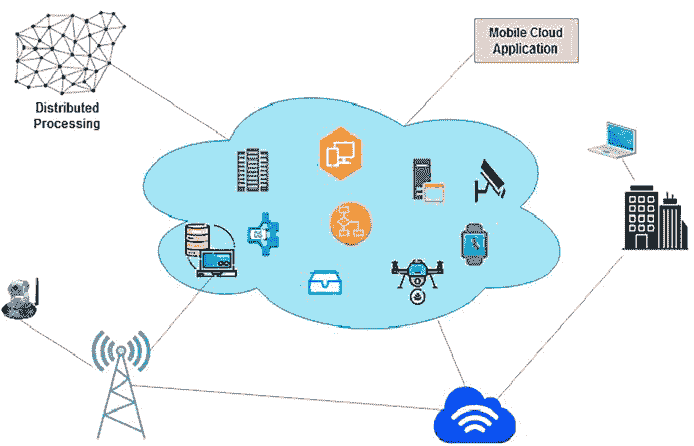 Mobile Cloud
Application
Distributed
Processing